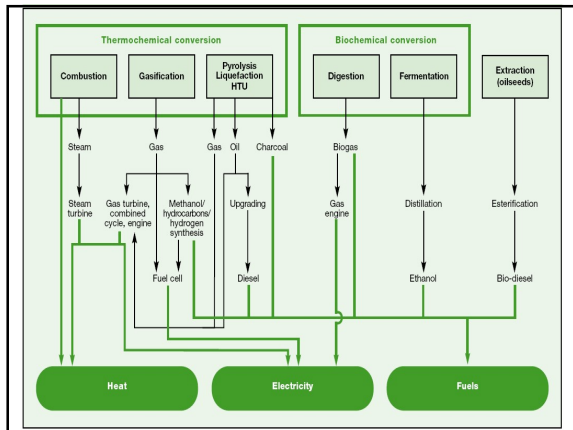 Thermochemical conversion
Biochemical conversion
Combustion
Gasification
Pyrolysis
Liquefaction
HTU
Digestion
Fermentation
Extraction
(oilseeds)
Steam
Gas
Gas
Oil
Charcoal
Biogas
Steam
turbine
Gas turbine,
combined
cycle, engine
Methanol/
hydrocarbons/
hydrogen
synthesis
Upgrading
Gas
engine
Distillation
Esterification
Fuel cell
Diesel
Ethanol
Bio-diesel
Heat
Electricity
Fuels